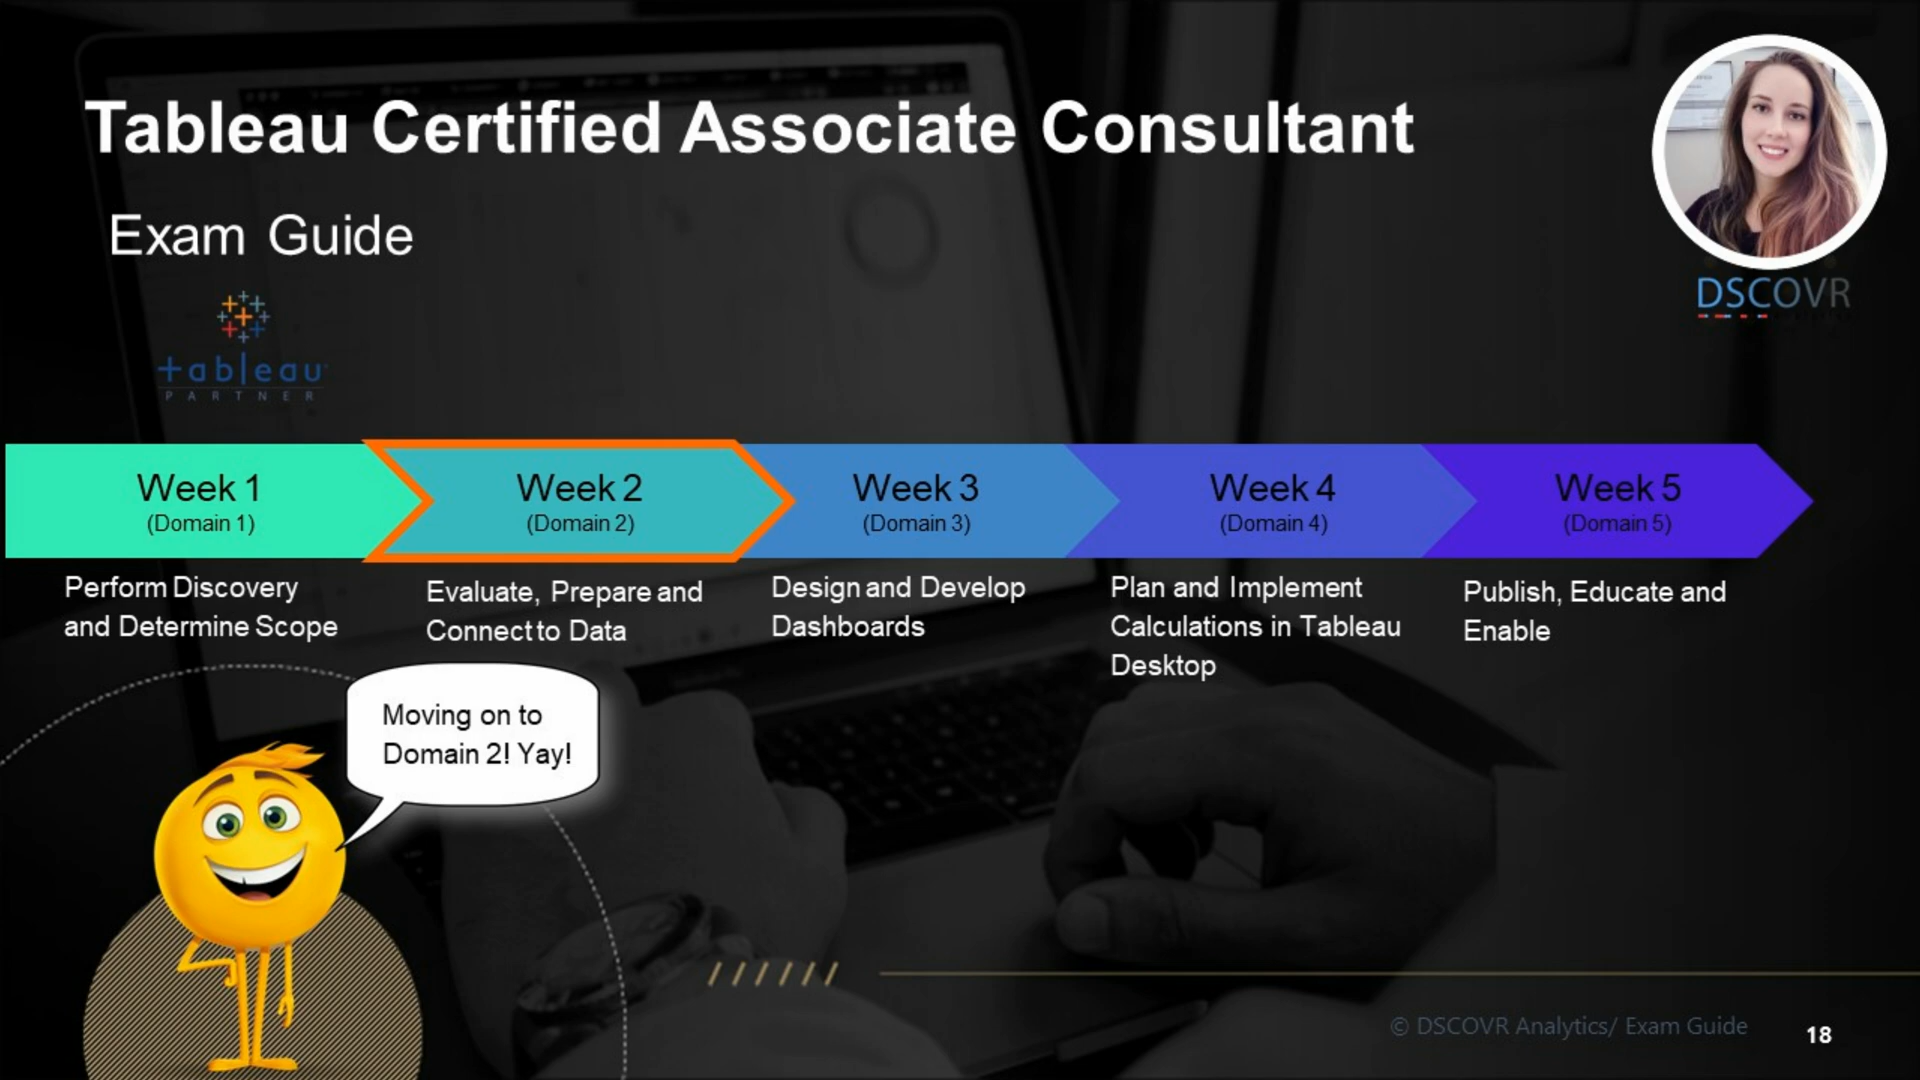 Tableau Certified Associate Consultant
Exam Guide
tableau
PARTNER
DSCOVR
Week 1
(Domain 1)
Week 2
(Domain 2)
Week 3
(Domain 3)
Week 4
(Domain 4)
Week 5
(Domain 5)
Perform Discovery
and Determine Scope
Evaluate, Prepare and
Connect to Data
Design and Develop
Dashboards
Plan and Implement
Calculations in Tableau
Desktop
Publish, Educate and
Enable
Moving on to
Domain 2! Yay!
© DSCOVR Analytics/ Exam Guide
18